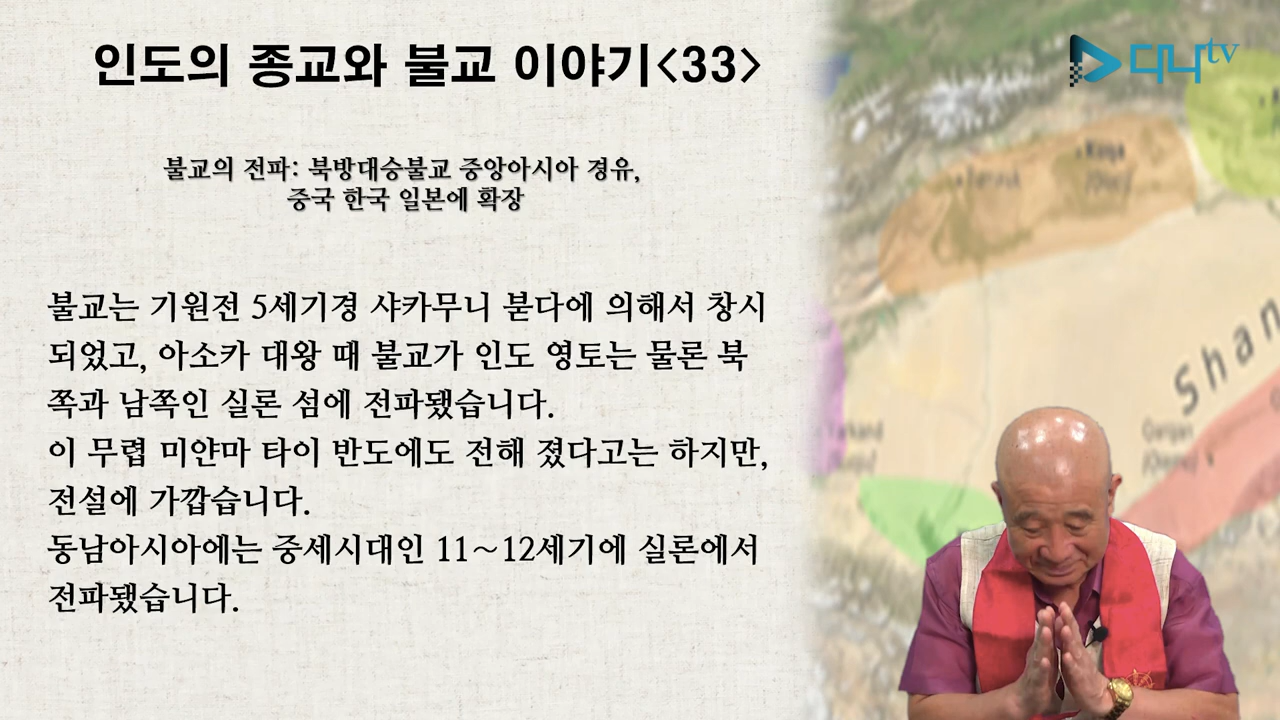 인도의 종교와 불교 이야기<33>
다나tv
불교의 전파: 북방대승불교 중앙아시아 경유,
중국 한국 일본에 확장
불교는 기원전 5세기경 샤카무니 붇다에 의해서 창시
되었고, 아소카 대왕 때 불교가 인도 영토는 물론 북
쪽과 남쪽인 실론 섬에 전파됐습니다.
이 무렵 미얀마 타이 반도에도 전해 졌다고는 하지만,
전설에 가깝습니다.
동남아시아에는 중세시대인 11~12세기에 실론에서
전파됐습니다.
Shan